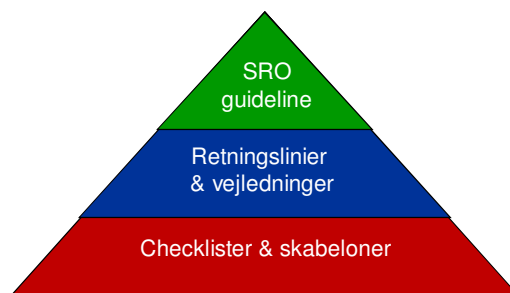 SRO
guideline
Retningslinier
& vejledninger
Checklister & skabeloner